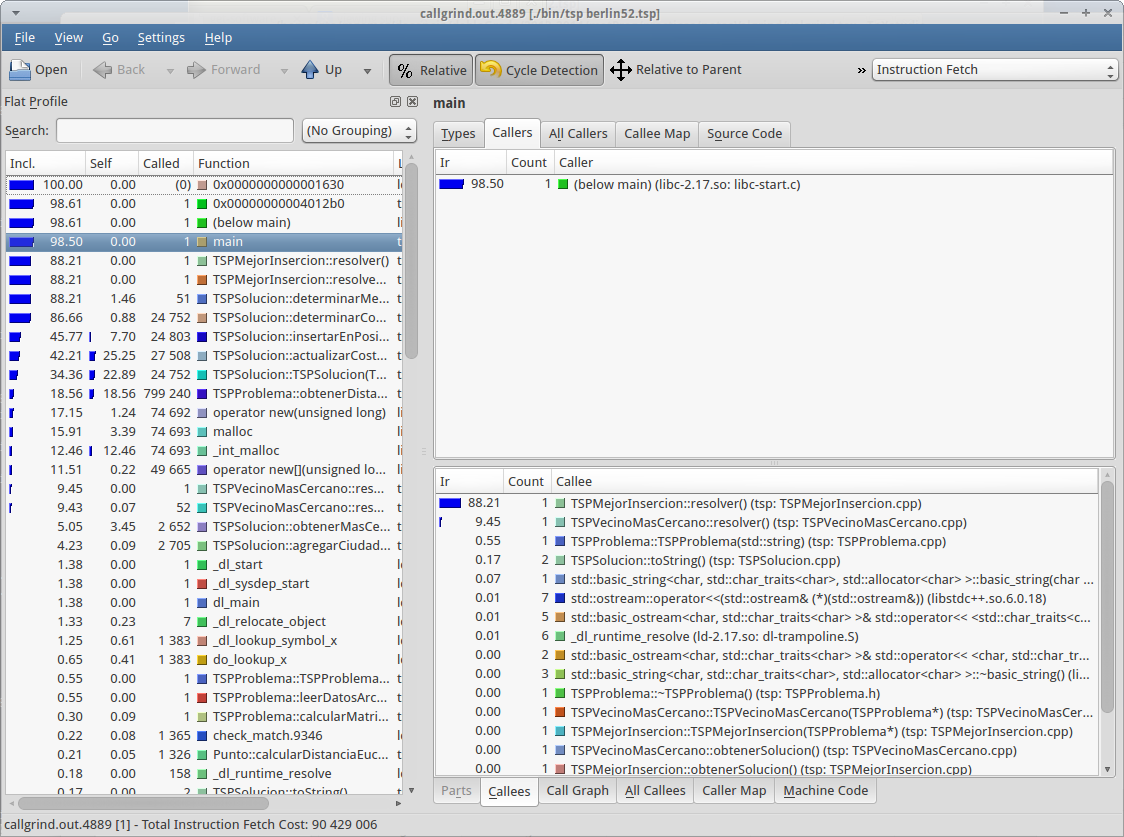 callgrind.out.4889 [./bin/tsp berlin52.tsp]
File View Go Settings Help
Open Back Forward Up % Relative Cycle Detection Relative to Parent » Instruction Fetch
Flat Profile
Search: (No Grouping)
Incl. Self Called Function L
100.00 0.00 (0) 0x0000000000001630
98.61 0.00 1 0x00000000004012b0 t
98.61 0.00 1 (below main) li
98.50 0.00 1 main t
88.21 0.00 1 TSPMejorInsercion::resolver() t
88.21 0.00 1 TSPMejorInsercion::resolve... t
88.21 1.46 51 TSPSolucion::determinarMe... t
86.66 0.88 24 752 TSPSolucion::determinarCo... t
45.77 7.70 24 803 TSPSolucion::insertarEnPosi... t
42.21 25.25 27 508 TSPSolucion::actualizarCost... t
34.36 22.89 24 752 TSPSolucion::TSPSolucion(T... t
18.56 18.56 799 240 TSPProblema::obtenerDista... t
17.15 1.24 74 692 operator new(unsigned long) li
15.91 3.39 74 693 malloc li
12.46 12.46 74 693 _int_malloc li
11.51 0.22 49 665 operator new[](unsigned lo... li
9.45 0.00 1 TSPVecinoMasCercano::res... t
9.43 0.07 52 TSPVecinoMasCercano::res... t
5.05 3.45 2 652 TSPSolucion::obtenerMasCe... t
4.23 0.09 2 705 TSPSolucion::agregarCiudad... t
1.38 0.00 1 _dl_start
1.38 0.00 1 _dl_sysdep_start
1.38 0.00 1 dl_main
1.33 0.23 7 _dl_relocate_object
1.25 0.61 1 383 _dl_lookup_symbol_x
0.65 0.41 1 383 do_lookup_x
0.55 0.00 1 TSPProblema::TSPProblema... t
0.55 0.00 1 TSPProblema::leerDatosArc... t
0.30 0.09 1 TSPProblema::calcularMatri... t
0.22 0.08 1 365 check_match.9346
0.21 0.05 1 326 Punto::calcularDistanciaEuc... t
0.18 0.00 158 _dl_runtime_resolve
0.17 0.00 2 TSPSolucion::toString() t
callgrind.out.4889 [1] - Total Instruction Fetch Cost: 90 429 006
main
Types Callers All Callers Callee Map Source Code
Ir Count Caller
98.50 1 (below main) (libc-2.17.so: libc-start.c)
Ir Count Callee
88.21 1 TSPMejorInsercion::resolver() (tsp: TSPMejorInsercion.cpp)
9.45 1 TSPVecinoMasCercano::resolver() (tsp: TSPVecinoMasCercano.cpp)
0.55 1 TSPProblema::TSPProblema(std::string) (tsp: TSPProblema.cpp)
0.17 2 TSPSolucion::toString() (tsp: TSPSolucion.cpp)
0.07 1 std::basic_string<char, std::char_traits<char>, std::allocator<char> >::basic_string(char ...
0.01 7 std::ostream::operator<<(std::ostream& (*)(std::ostream&)) (libstdc++.so.6.0.18)
0.01 5 std::basic_ostream<char, std::char_traits<char> >& std::operator<< <std::char_traits<c...
0.01 6 _dl_runtime_resolve (ld-2.17.so: dl-trampoline.S)
0.00 2 std::basic_ostream<char, std::char_traits<char> >& std::operator<< <char, std::char_tr...
0.00 3 std::basic_string<char, std::char_traits<char>, std::allocator<char> >::~basic_string() (li...
0.00 1 TSPProblema::~TSPProblema() (tsp: TSPProblema.h)
0.00 1 TSPVecinoMasCercano::TSPVecinoMasCercano(TSPProblema*) (tsp: TSPVecinoMasCer...
0.00 1 TSPMejorInsercion::TSPMejorInsercion(TSPProblema*) (tsp: TSPMejorInsercion.cpp)
0.00 1 TSPVecinoMasCercano::obtenerSolucion() (tsp: TSPVecinoMasCercano.cpp)
0.00 1 TSPMejorInsercion::obtenerSolucion() (tsp: TSPMejorInsercion.cpp)
Parts Callees Call Graph All Callees Caller Map Machine Code